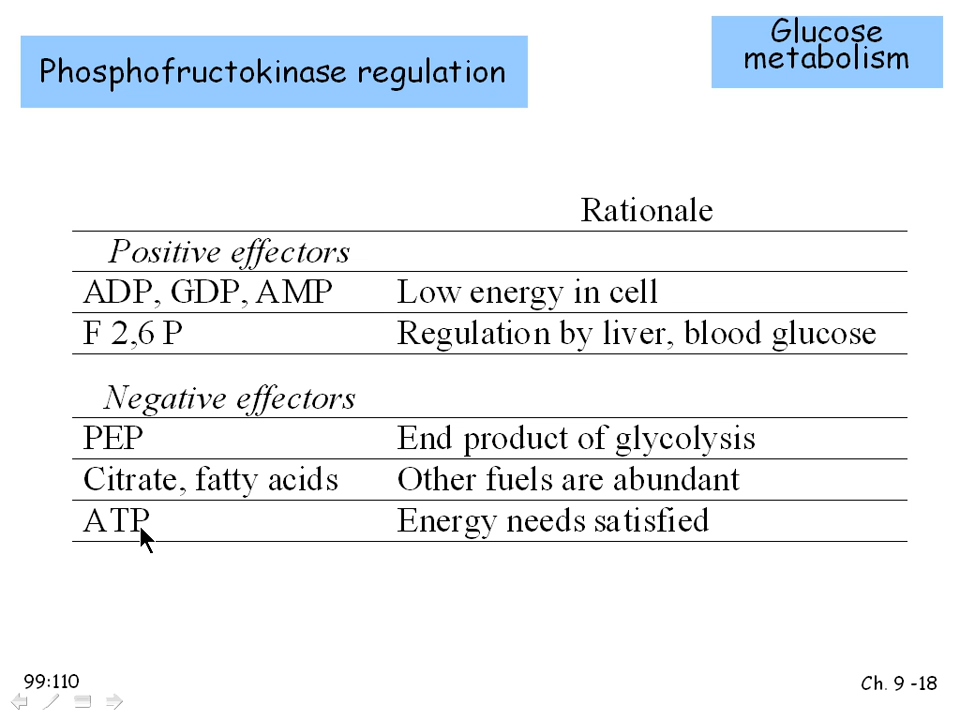 Glucose
metabolism
Phosphofructokinase regulation
Rationale
Positive effectors
ADP, GDP, AMP Low energy in cell
F 2,6 P Regulation by liver, blood glucose
Negative effectors
PEP End product of glycolysis
Citrate, fatty acids Other fuels are abundant
ATP Energy needs satisfied
99:110 Ch. 9 -18